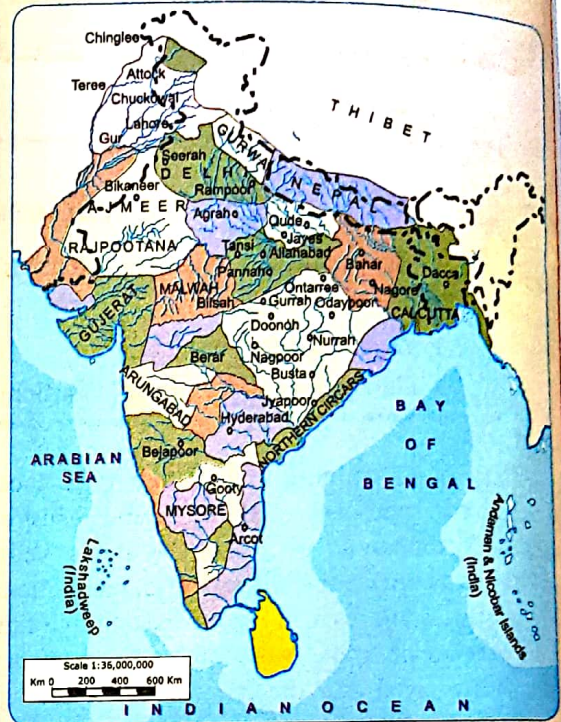 Chinglee
Attock
Teree
Chuckowal
THIBET
Lahore
Gur
GURWAL
Seerah
DELHI
NEPAL
Rampoor
Bikaneer
AJMEER
Agrah
Oude
Jayes
RAJPOOTANA
Tansi
Allahabad
Bahar
Dacca
Pannah
MALWAH
Ontarree
Nagore
Bilsah
Gurrah
Odaypoor
CALCUTTA
GUJERAT
Doonoh
Nurrah
Berar
Nagpoor
Busta
ARUNGABAD
Jyapoor
Hyderabad
NORTHERN CIRCARS
BAY
OF
BENGAL
Bejapoor
ARABIAN
SEA
Gooty
MYSORE
Arcot
Andaman & Nicobar Islands
(India)
Lakshadweep
(India)
Scale 1:36,000,000
Km 0 200 400 600 Km
INDIAN OCEAN